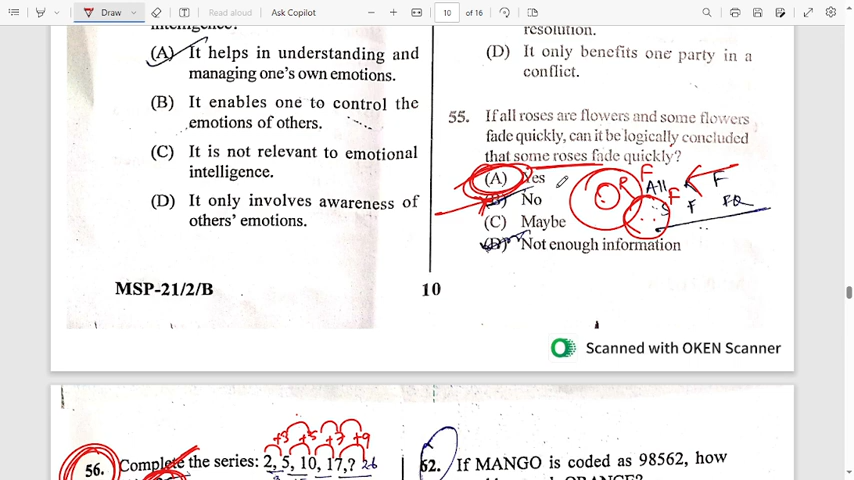 Draw
Read aloud
Ask Copilot
10
of 16
intelligence?
(A) It helps in understanding and
managing one's own emotions.
(B) It enables one to control the
emotions of others.
(C) It is not relevant to emotional
intelligence.
(D) It only involves awareness of
others' emotions.
MSP-21/2/B
10
resolution.
(D) It only benefits one party in a
conflict.
55. If all roses are flowers and some flowers
fade quickly, can it be logically concluded
that some roses fade quickly?
(A) Yes
(B) No
(C) Maybe
(D) Not enough information
R F
All F
F
S F FQ
Scanned with OKEN Scanner
+3 +5 +7 +9
56. Complete the series: 2, 5, 10, 17,? 26
62. If MANGO is coded as 98562, how